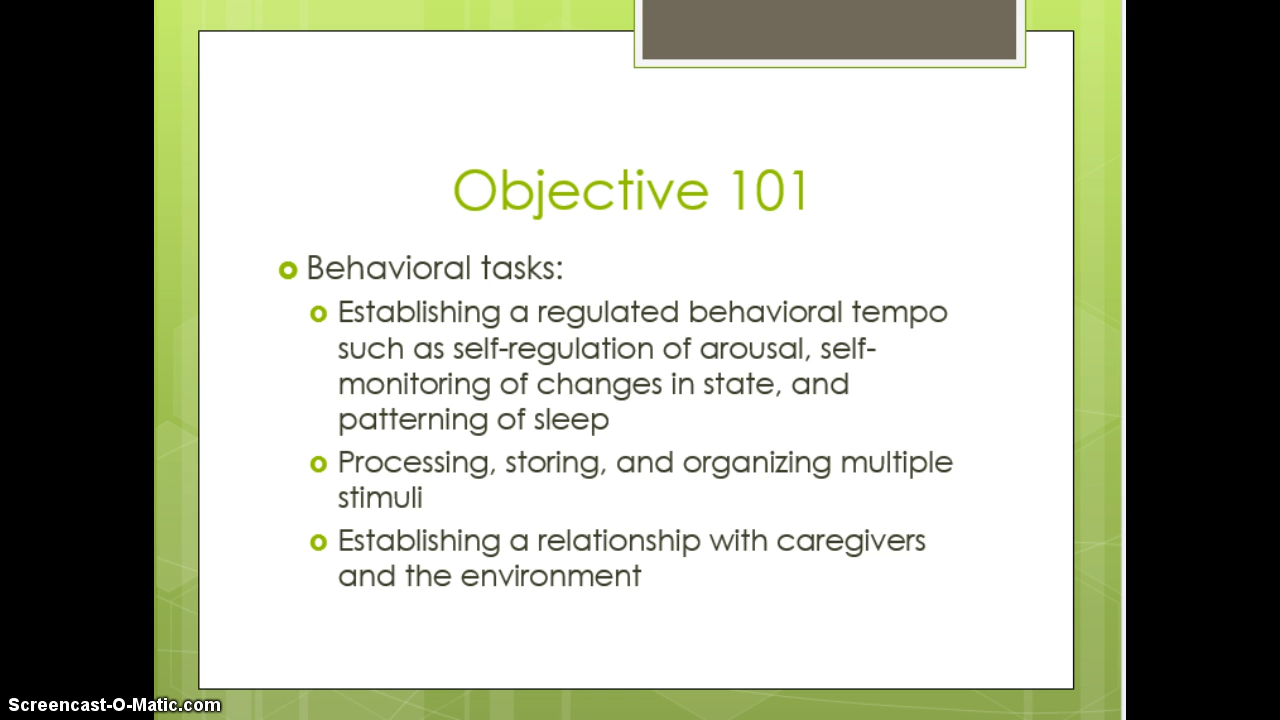 Objective 101
Behavioral tasks:
Establishing a regulated behavioral tempo
such as self-regulation of arousal, self-
monitoring of changes in state, and
patterning of sleep
Processing, storing, and organizing multiple
stimuli
Establishing a relationship with caregivers
and the environment
Screencast-O-Matic.com